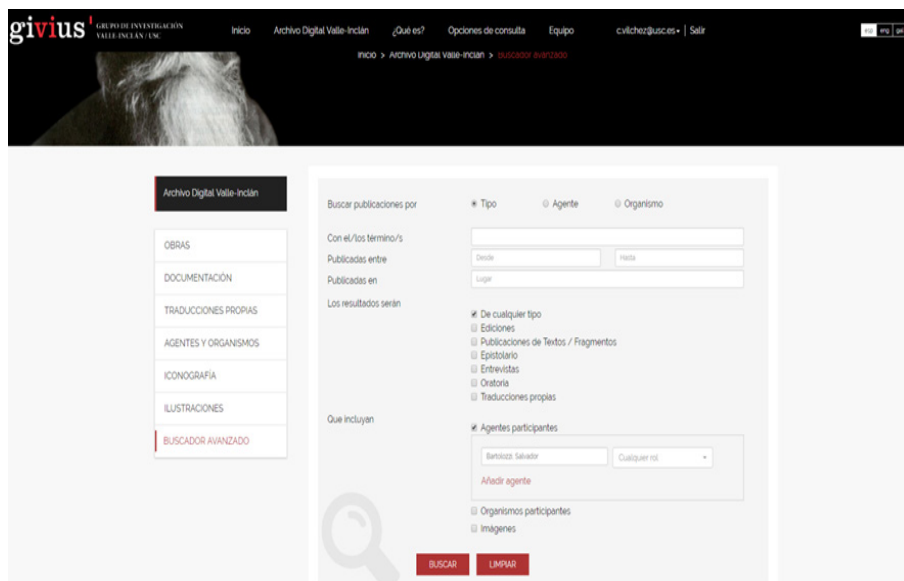 givius'
GRUPO DE INVESTIGACIÓN
VALLE-INCLÁN / USC
Inicio
Archivo Digital Valle-Inclán
¿Qué es?
Opciones de consulta
Equipo
c.vilchez@usc.es | Salir
esp eng gal
Inicio > Archivo Digital Valle-Inclán > Buscador avanzado
Archivo Digital Valle-Inclán
OBRAS
DOCUMENTACIÓN
TRADUCCIONES PROPIAS
AGENTES Y ORGANISMOS
ICONOGRAFÍA
ILUSTRACIONES
BUSCADOR AVANZADO
Buscar publicaciones por
Tipo
Agente
Organismo
Con el/los término/s
Publicadas entre
Desde
Hasta
Publicadas en
Lugar
Los resultados serán
De cualquier tipo
Ediciones
Publicaciones de Textos / Fragmentos
Epistolario
Entrevistas
Oratoria
Traducciones propias
Que incluyan
Agentes participantes
Bartolozzi, Salvador
Cualquier rol
Añadir agente
Organismos participantes
Imágenes
BUSCAR
LIMPIAR